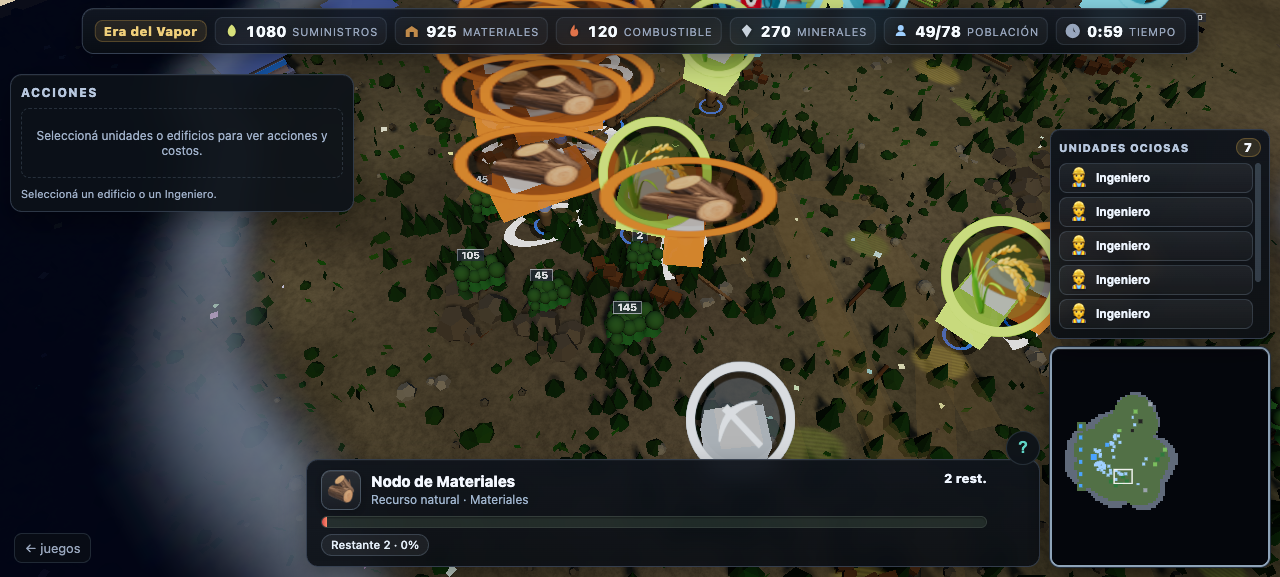 Era del Vapor
1080 SUMINISTROS
925 MATERIALES
120 COMBUSTIBLE
270 MINERALES
49/78 POBLACIÓN
0:59 TIEMPO
ACCIONES
Seleccioná unidades o edificios para ver acciones y
costos.
Seleccioná un edificio o un Ingeniero.
UNIDADES OCIOSAS 7
Ingeniero
Ingeniero
Ingeniero
Ingeniero
Ingeniero
45
2
105
45
145
?
Nodo de Materiales
2 rest.
Recurso natural · Materiales
Restante 2 · 0%
← juegos